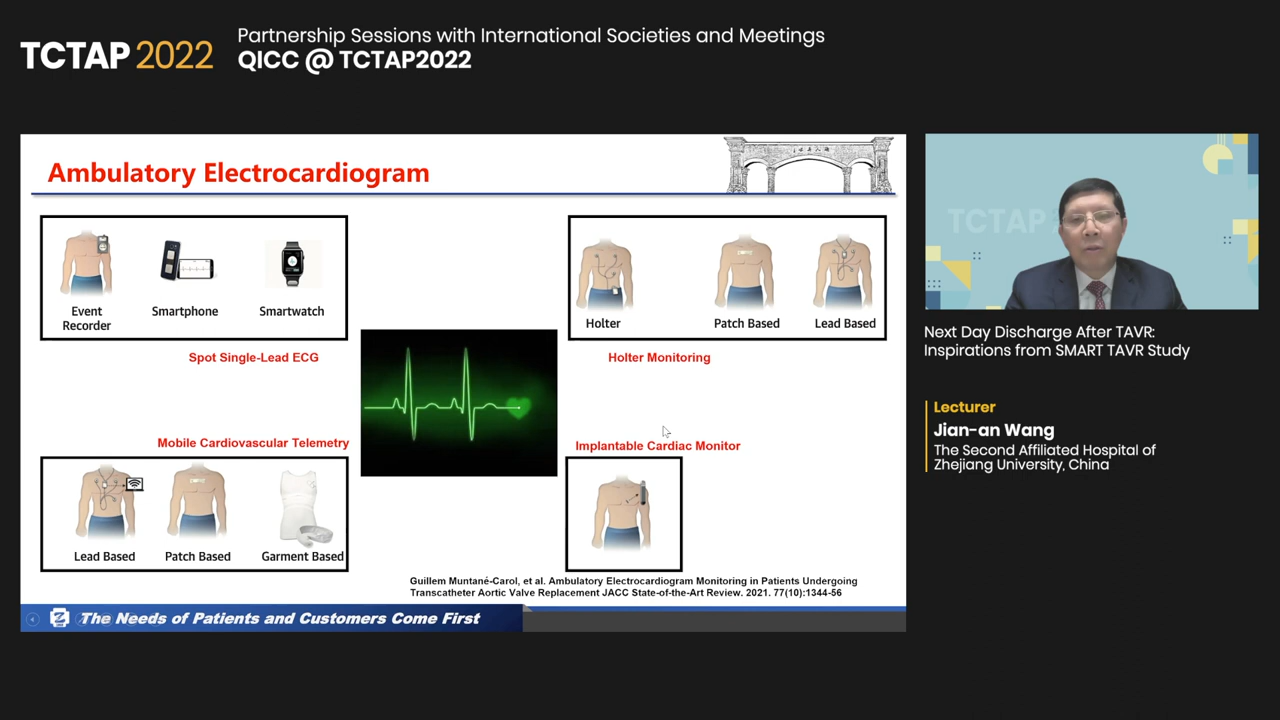 TCTAP 2022
Partnership Sessions with International Societies and Meetings
QICC @ TCTAP2022
Ambulatory Electrocardiogram
Event
Recorder
Smartphone
Smartwatch
Spot Single-Lead ECG
Holter
Patch Based
Lead Based
Holter Monitoring
Mobile Cardiovascular Telemetry
Lead Based
Patch Based
Garment Based
Implantable Cardiac Monitor
Guillem Muntané-Carol, et al. Ambulatory Electrocardiogram Monitoring in Patients Undergoing
Transcatheter Aortic Valve Replacement JACC State-of-the-Art Review. 2021. 77(10):1344-56
The Needs of Patients and Customers Come First
TCTAP
Next Day Discharge After TAVR:
Inspirations from SMART TAVR Study
Lecturer
Jian-an Wang
The Second Affiliated Hospital of
Zhejiang University, China